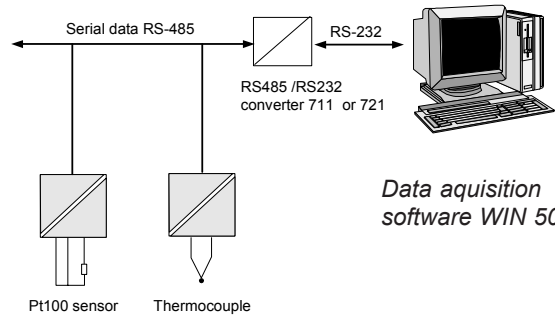 Serial data RS-485
RS-232
RS485 /RS232
converter 711 or 721
Data aquisition
software WIN 50
Pt100 sensor
Thermocouple